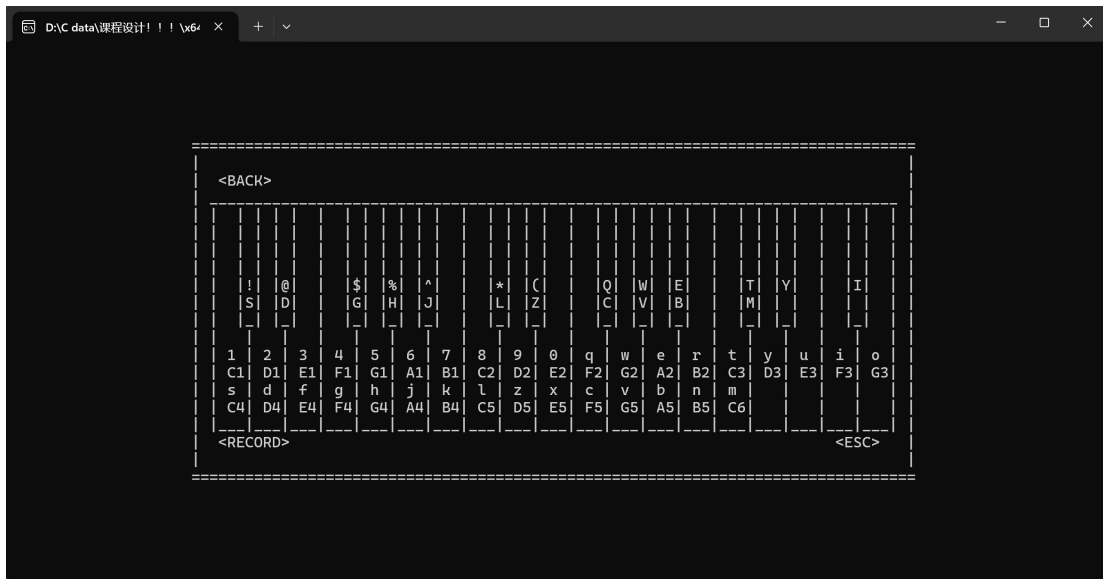 D:\C data\课程设计！！！\x64
<BACK>
! @ $ % ^ * ( Q W E T Y I
S D G H J L Z C V B M
1 2 3 4 5 6 7 8 9 0 q w e r t y u i o
C1 D1 E1 F1 G1 A1 B1 C2 D2 E2 F2 G2 A2 B2 C3 D3 E3 F3 G3
s d f g h j k l z x c v b n m
C4 D4 E4 F4 G4 A4 B4 C5 D5 E5 F5 G5 A5 B5 C6
<RECORD> <ESC>